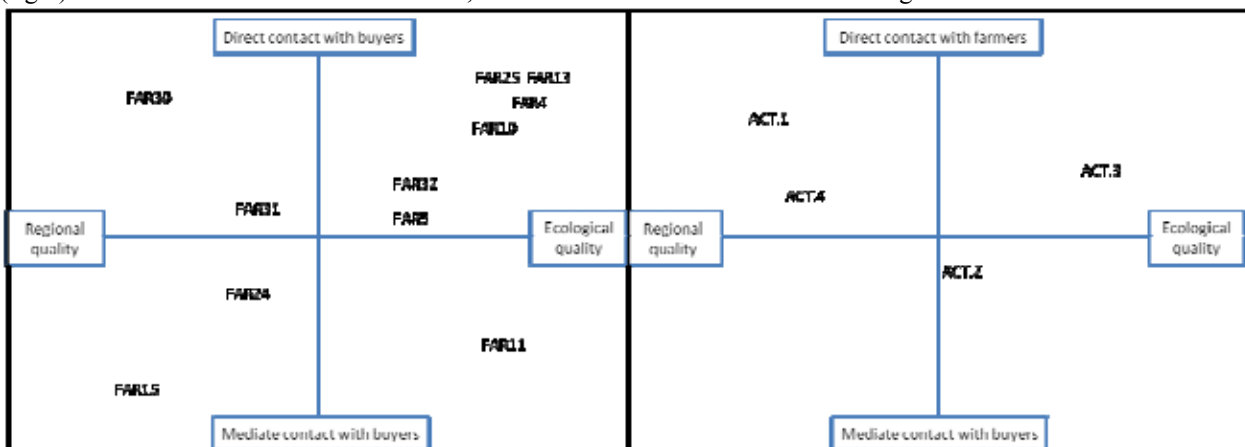 Direct contact with buyers
FAR25 FAR13
FAR30
FAR4
FAR10
FAR32
FAR31
Regional
quality
Ecological
quality
FAR24
FAR11
FAR15
Mediate contact with buyers
Direct contact with farmers
ACT.1
ACT.3
ACT.4
Regional
quality
Ecological
quality
ACT.2
Mediate contact with buyers